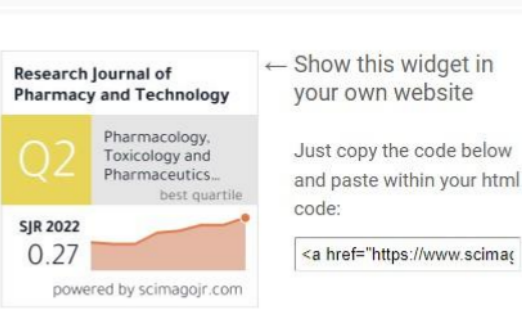 Research Journal of
Pharmacy and Technology
Q2
Pharmacology,
Toxicology and
Pharmaceutics...
best quartile
SJR 2022
0.27
powered by scimagojr.com
← Show this widget in
your own website
Just copy the code below
and paste within your html
code:
<a href="https://www.scimag